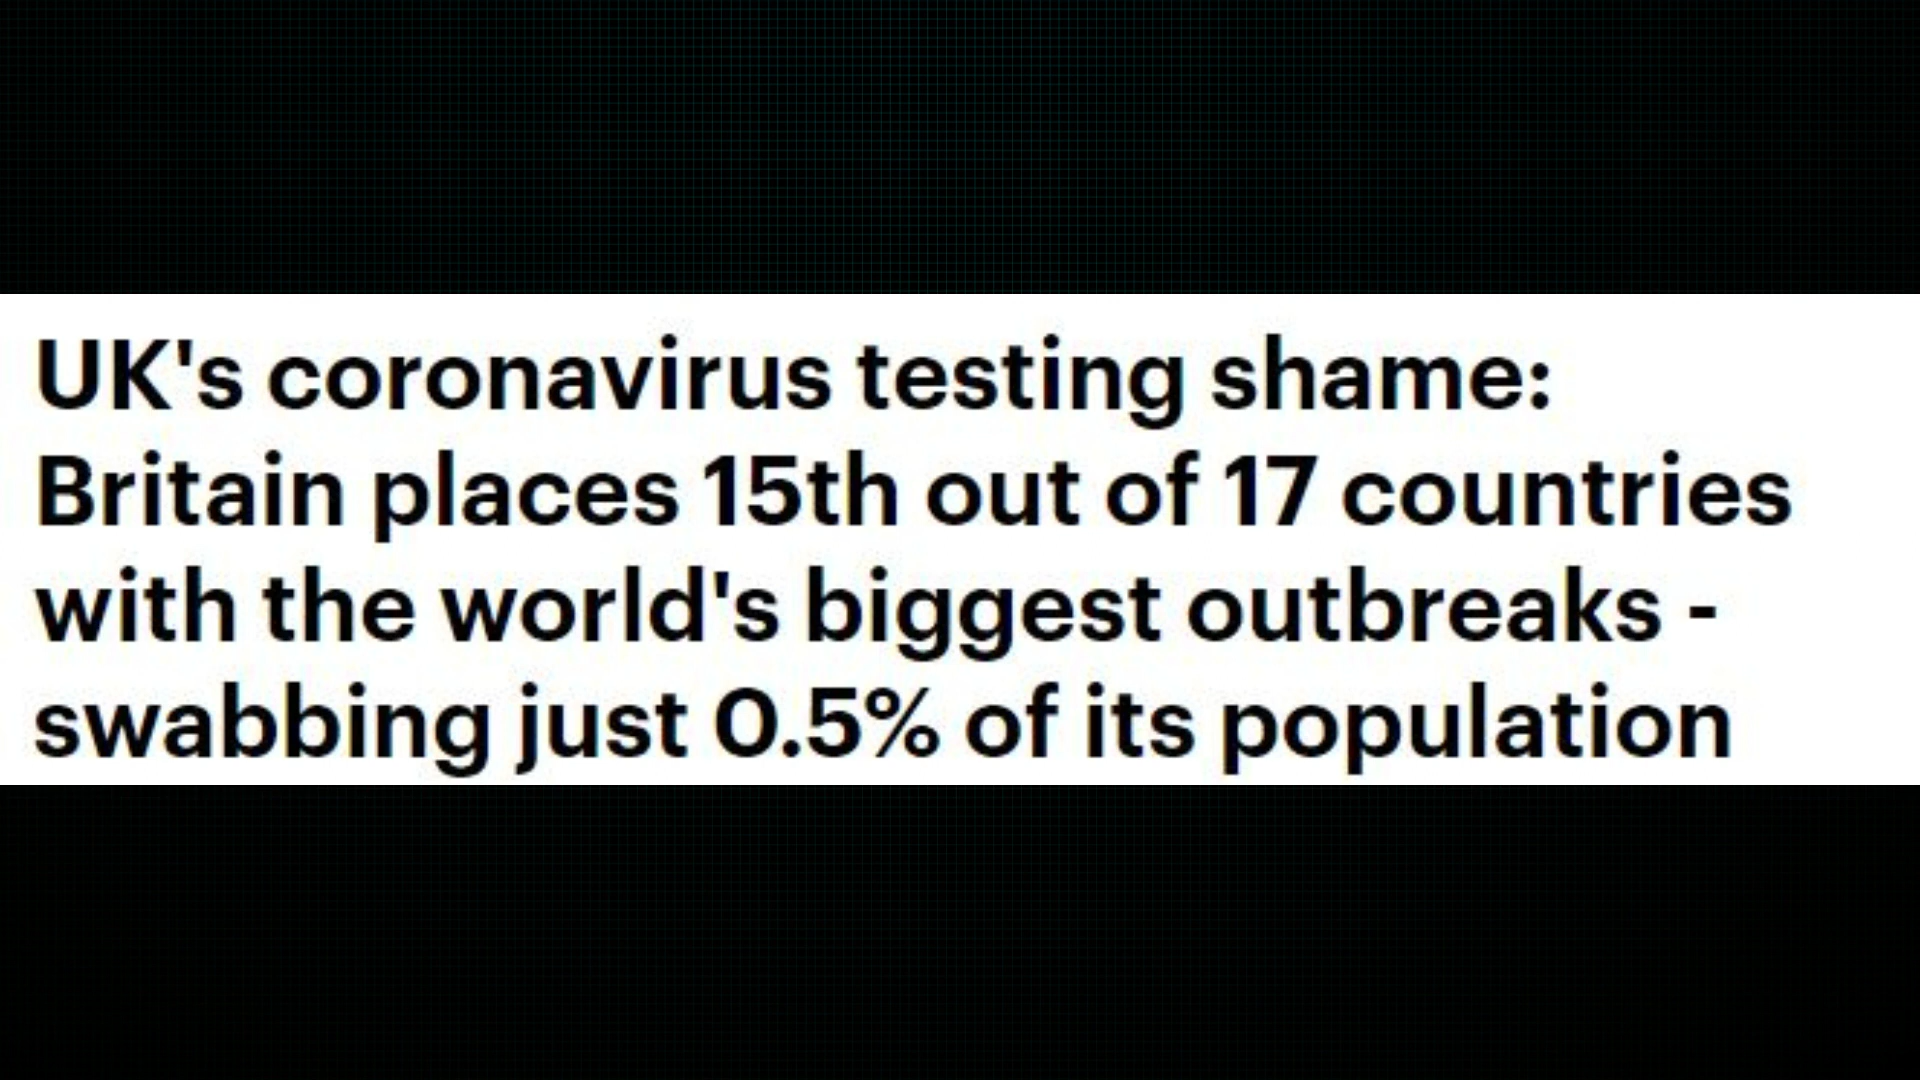 UK's coronavirus testing shame:
Britain places 15th out of 17 countries
with the world's biggest outbreaks -
swabbing just 0.5% of its population